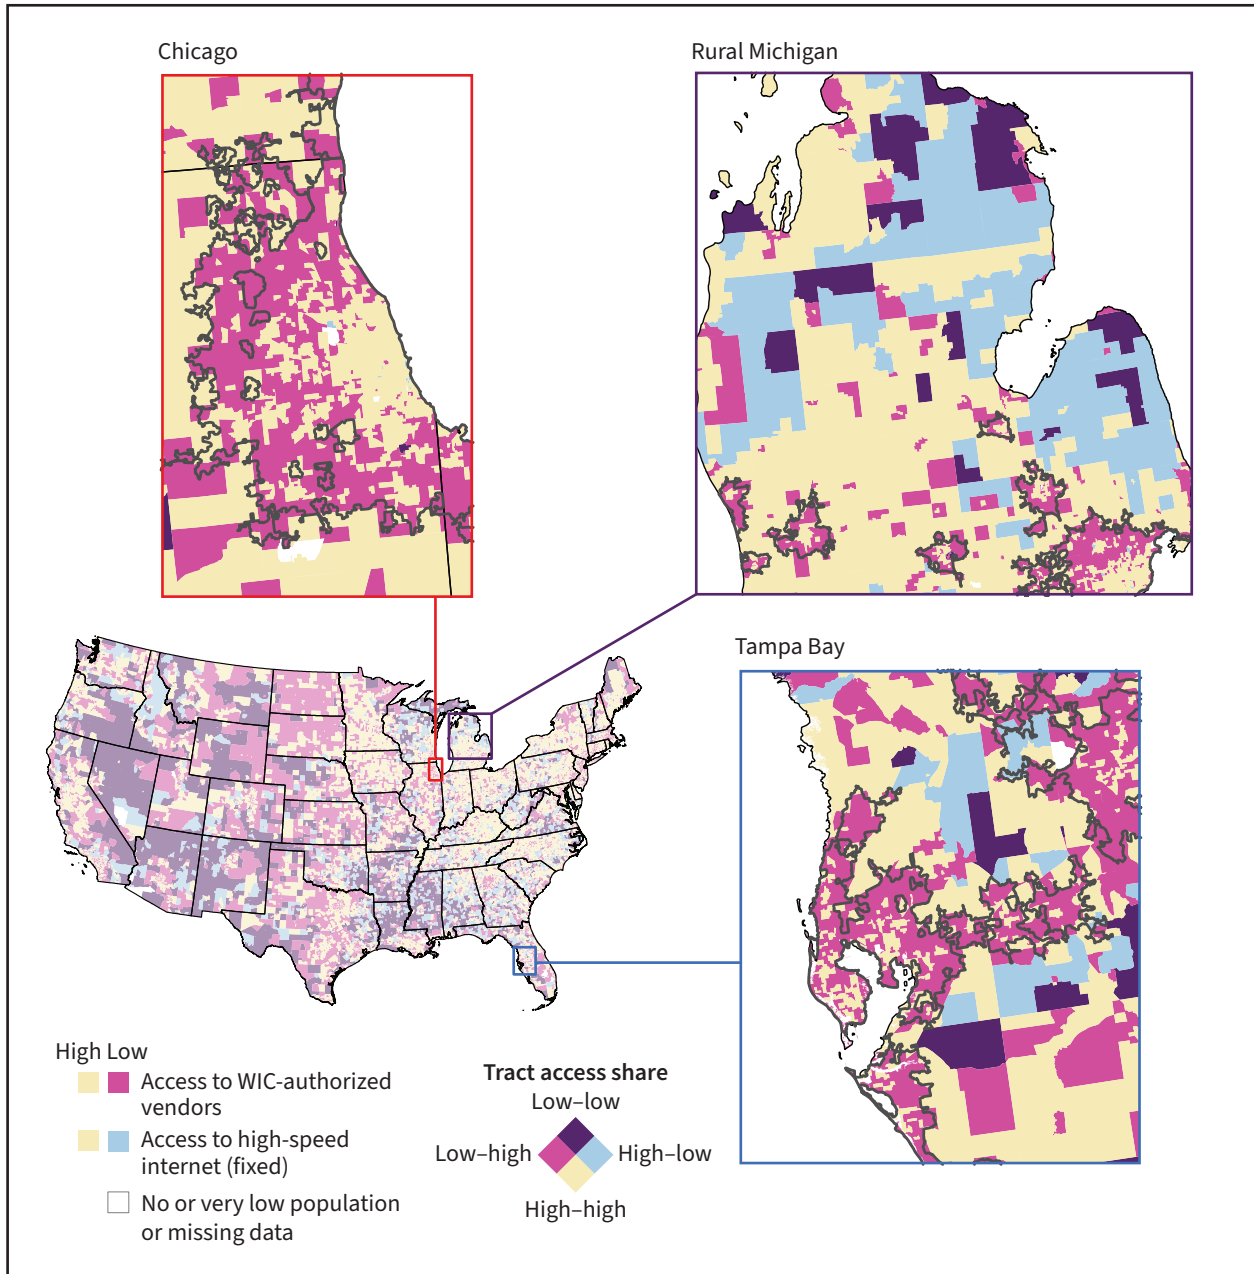 Chicago
Rural Michigan
Tampa Bay
High Low
Access to WIC-authorized
vendors
Access to high-speed
internet (fixed)
No or very low population
or missing data
Tract access share
Low–low
Low–high
High–low
High–high